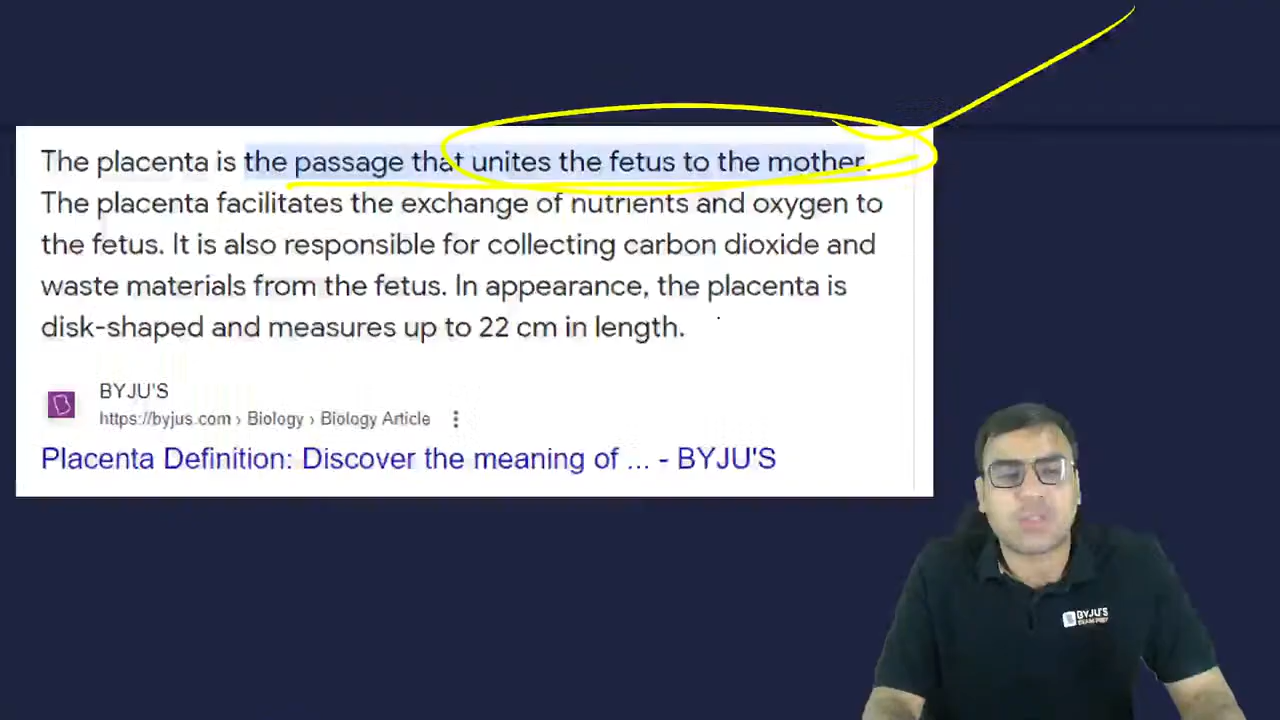 The placenta is the passage that unites the fetus to the mother.
The placenta facilitates the exchange of nutrients and oxygen to
the fetus. It is also responsible for collecting carbon dioxide and
waste materials from the fetus. In appearance, the placenta is
disk-shaped and measures up to 22 cm in length.
BYJU'S
https://byjus.com › Biology › Biology Article
Placenta Definition: Discover the meaning of ... - BYJU'S
BYJU'S
EXAM PREP